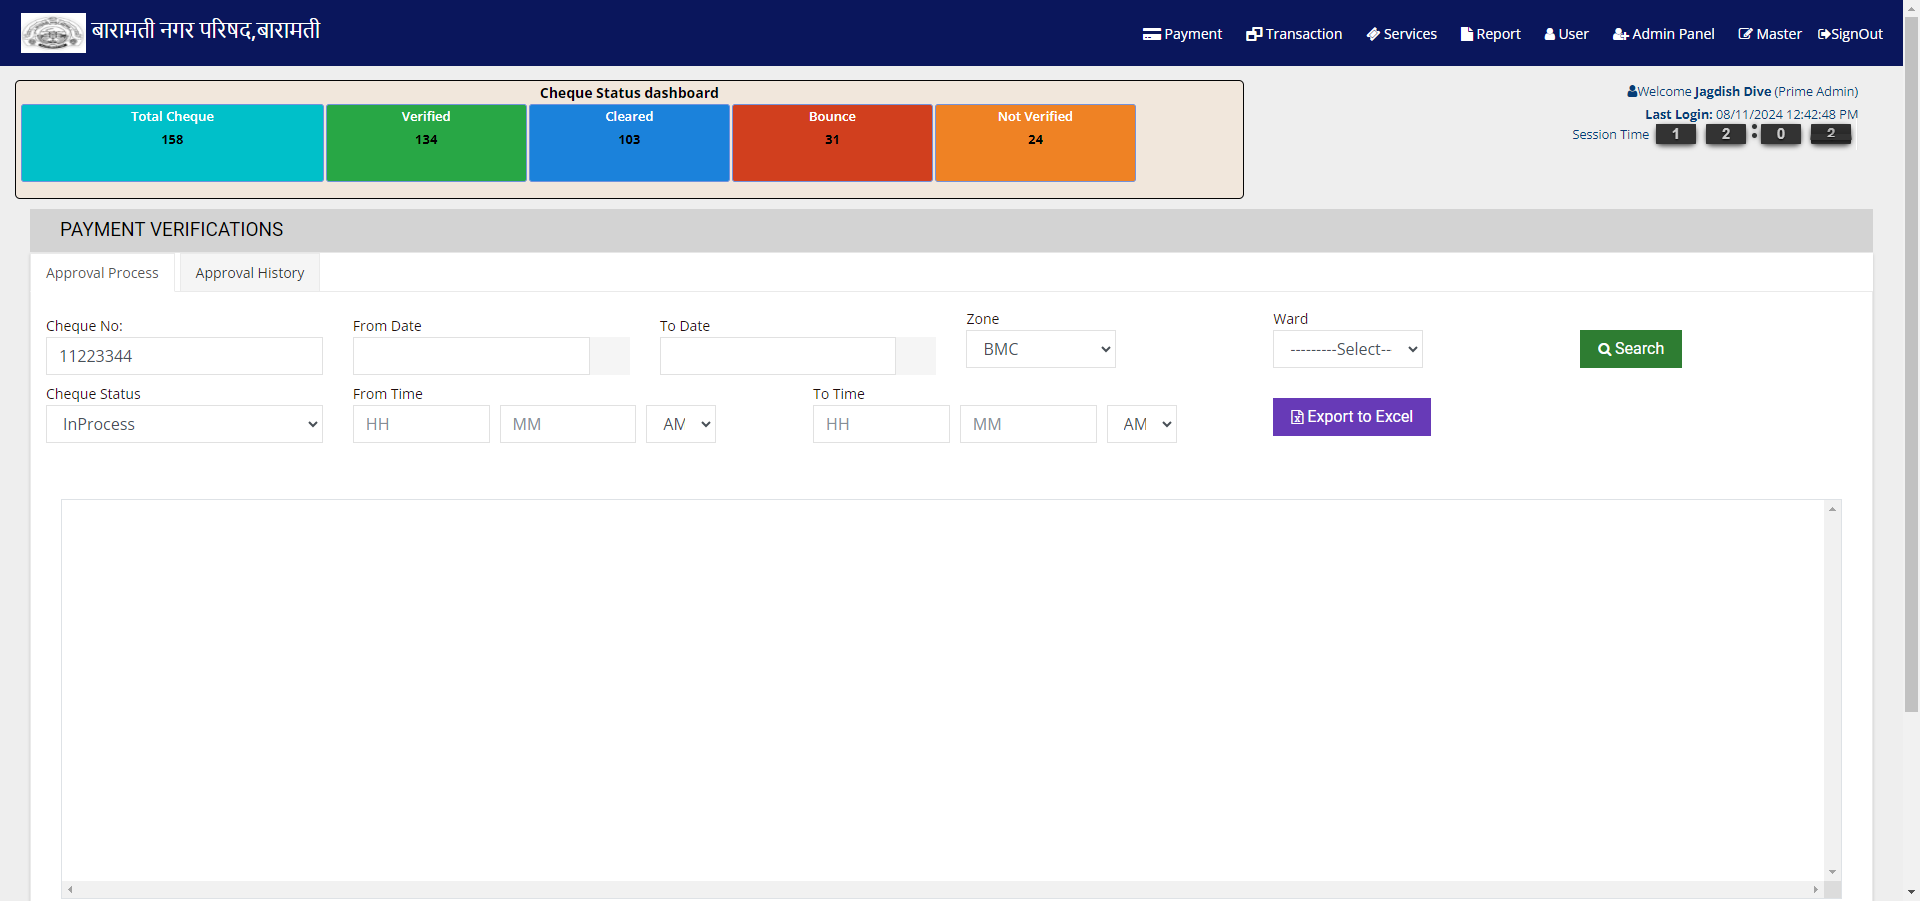 बारामती नगर परिषद,बारामती
Payment Transaction Services Report User Admin Panel Master SignOut
Cheque Status dashboard
Total Cheque Verified Cleared Bounce Not Verified
158 134 103 31 24
Welcome Jagdish Dive (Prime Admin)
Last Login: 08/11/2024 12:42:48 PM
Session Time 1 2 : 0 2
PAYMENT VERIFICATIONS
Approval Process Approval History
Cheque No: From Date To Date Zone Ward
11223344 BMC ---------Select-- Search
Cheque Status From Time To Time
InProcess HH MM AM HH MM AM Export to Excel